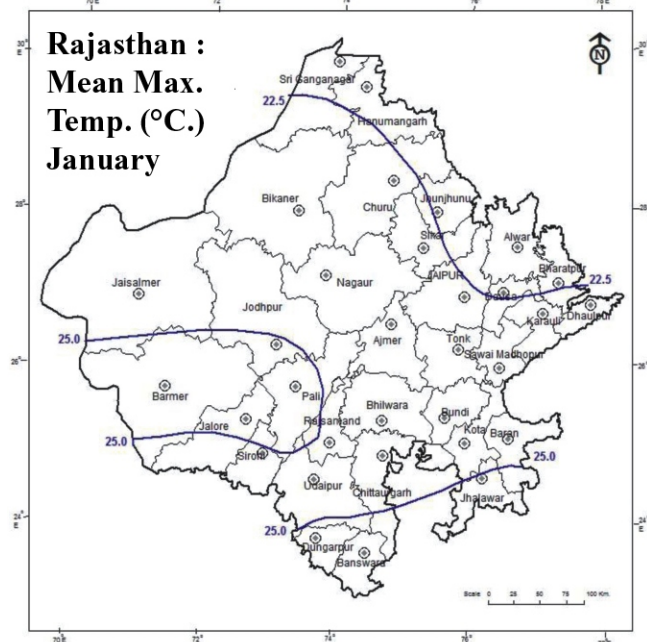 Rajasthan :
Mean Max.
Temp. (°C.)
January
N
Sri Ganganagar
22.5
Hanumangarh
Bikaner
Churu
Jhunjhunu
Sikar
Alwar
Bharatpur
22.5
Jaisalmer
Nagaur
JAIPUR
Dausa
Jodhpur
Karauli
Dhaulpur
25.0
Ajmer
Tonk
Sawai Madhopur
Barmer
Pali
Bhilwara
Bundi
Jalore
Rajsamand
Kota
Baran
25.0
Sirohi
25.0
Udaipur
Chittaurgarh
Jhalawar
25.0
Dungarpur
Banswara
Scale 0 25 50 75 100 Km.